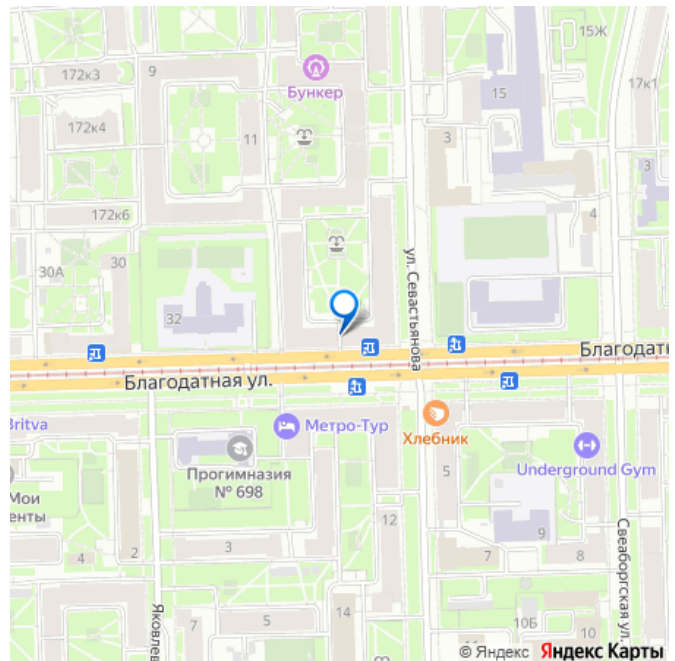 15Ж
172к3
9
Бункер
15
17к1
172к4
11
3
3
172к6
4
30А
30
ул. Севастьянова
32
Благодатн
Благодатная ул.
Britva
Метро-Тур
Хлебник
Прогимназия
№ 698
5
Underground Gym
Мои
енты
12
9
3
4
2
7
8
Свеаборгская ул.
Яковлев
5
14
10Б
10
© Яндекс Яндекс Карты